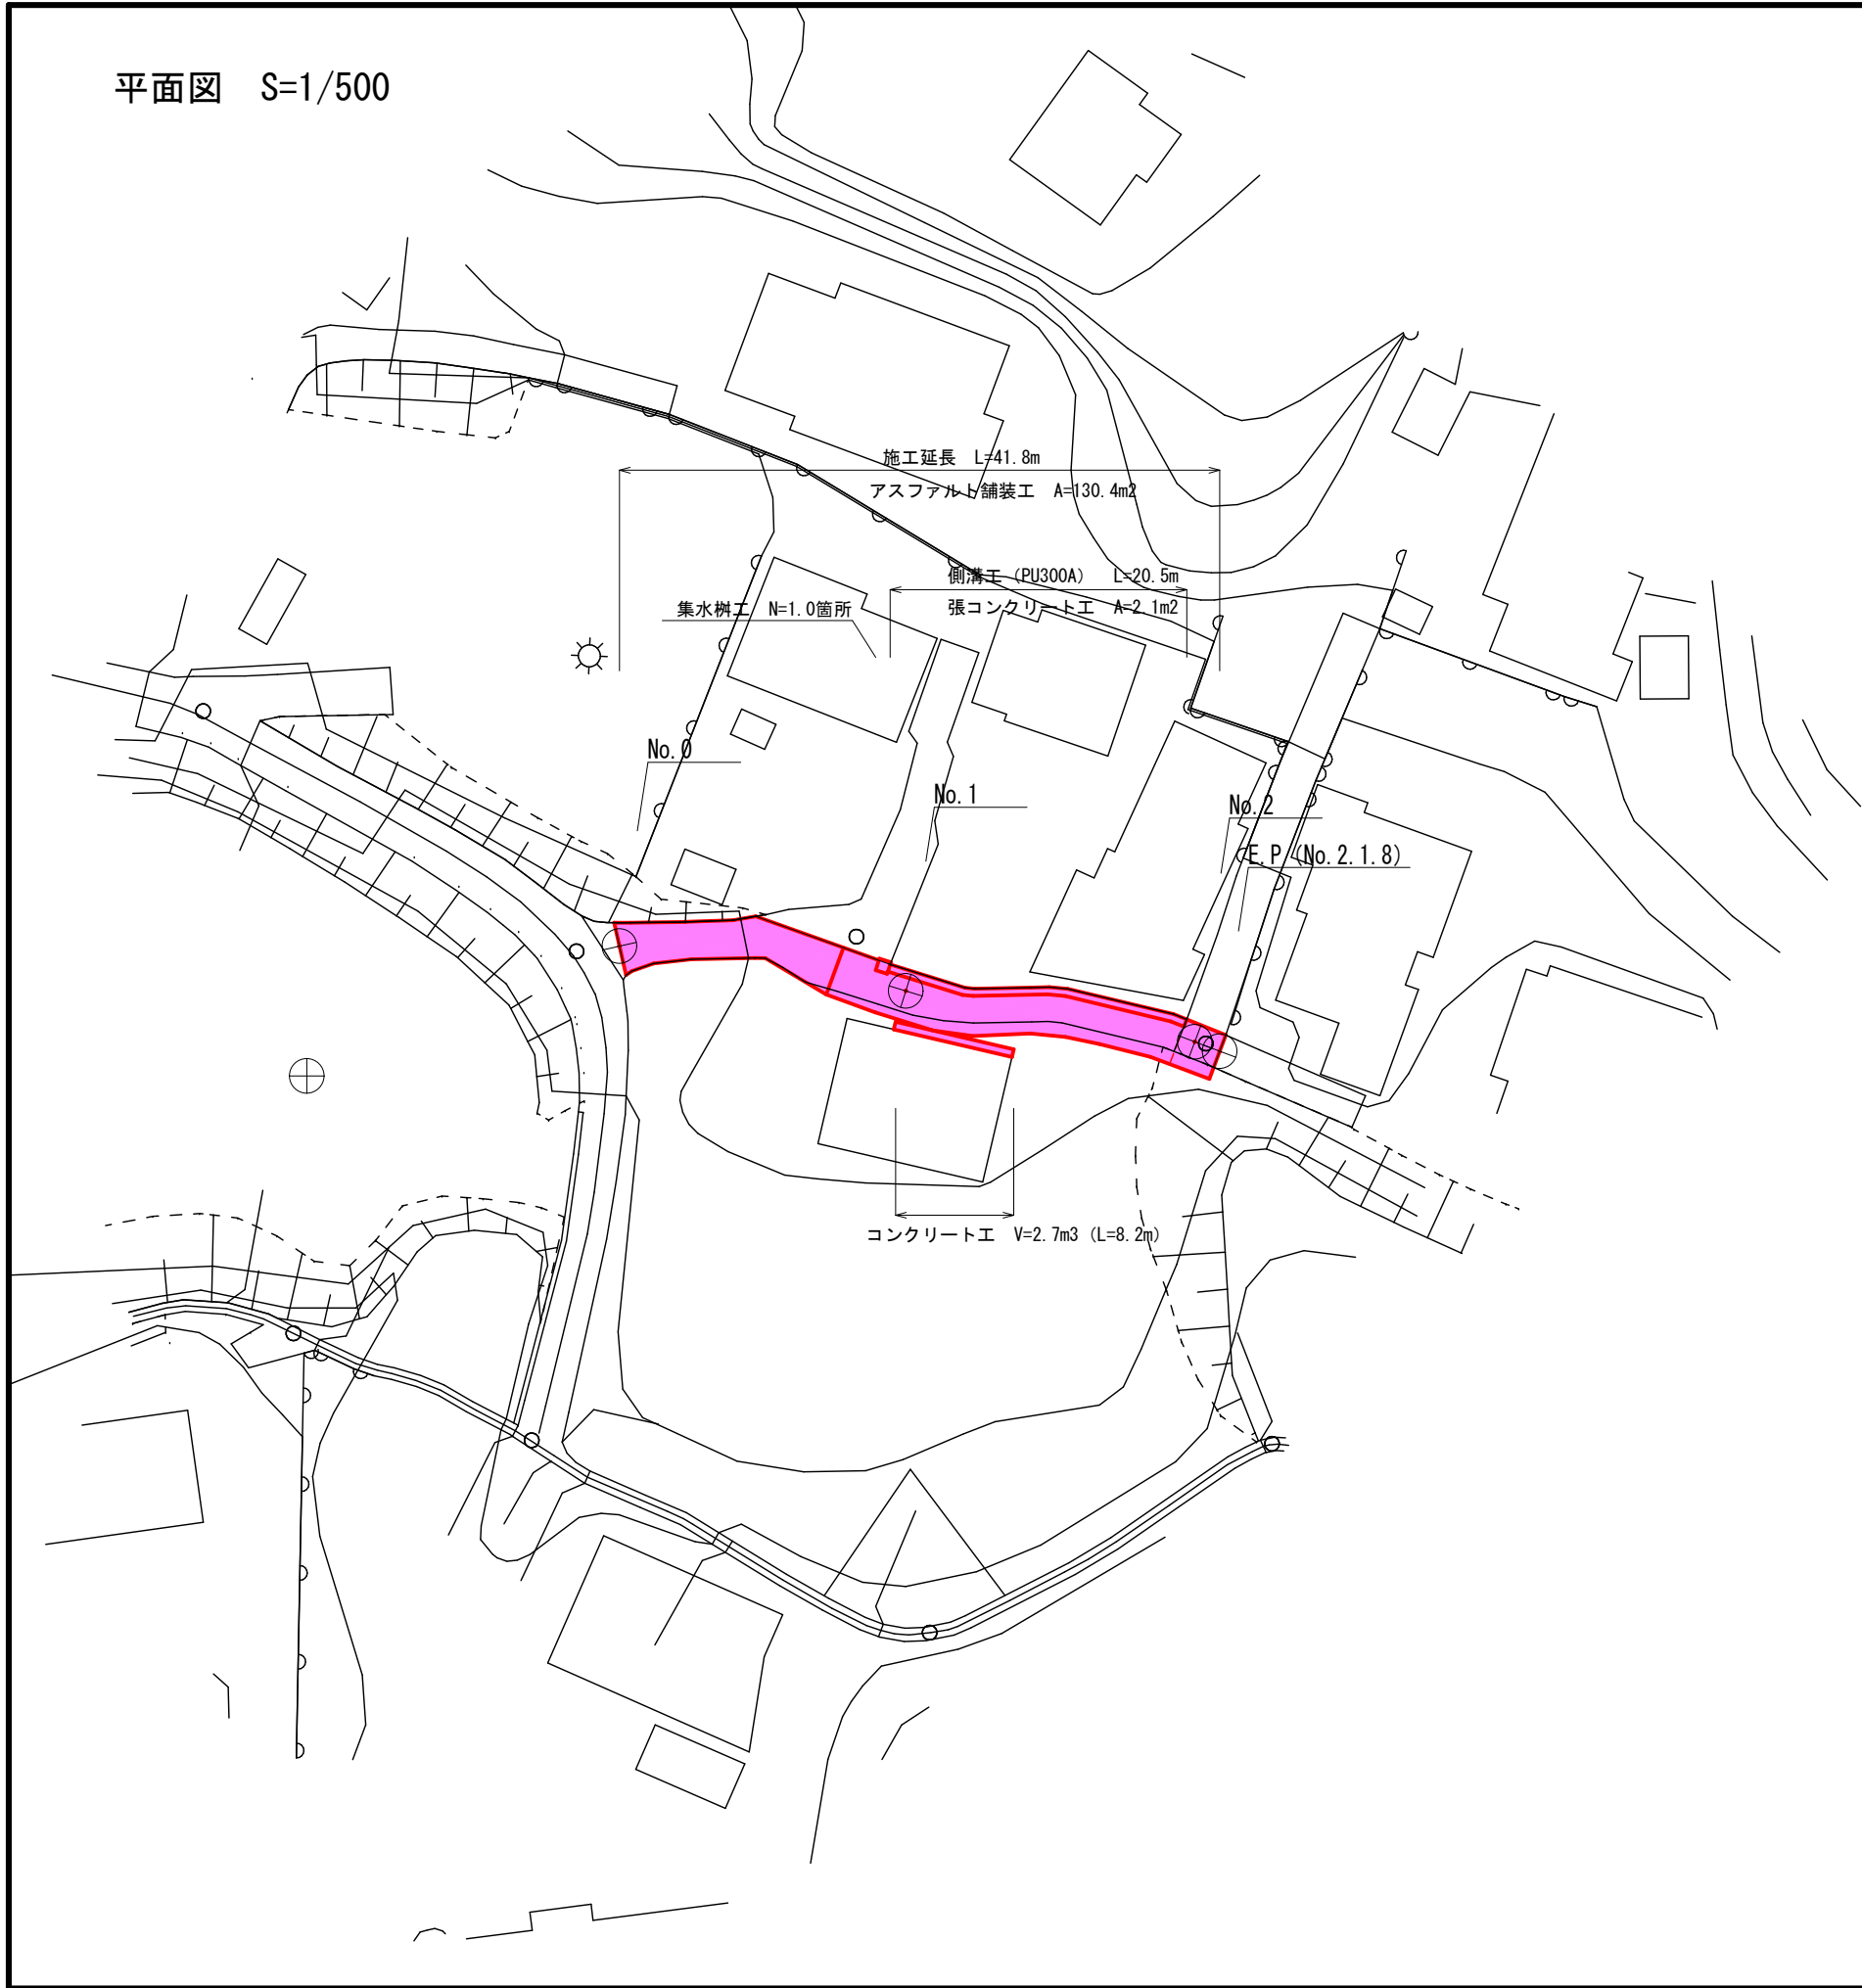 平面図　S=1/500
施工延長　L=41.8m
アスファルト舗装工　A=130.4m2
側溝工（PU300A）　L=20.5m
集水桝工　N=1.0箇所
張コンクリート工　A=2.1m2
No.0
No.1
No.2
E.P（No.2.1.8）
コンクリート工　V=2.7m3（L=8.2m）